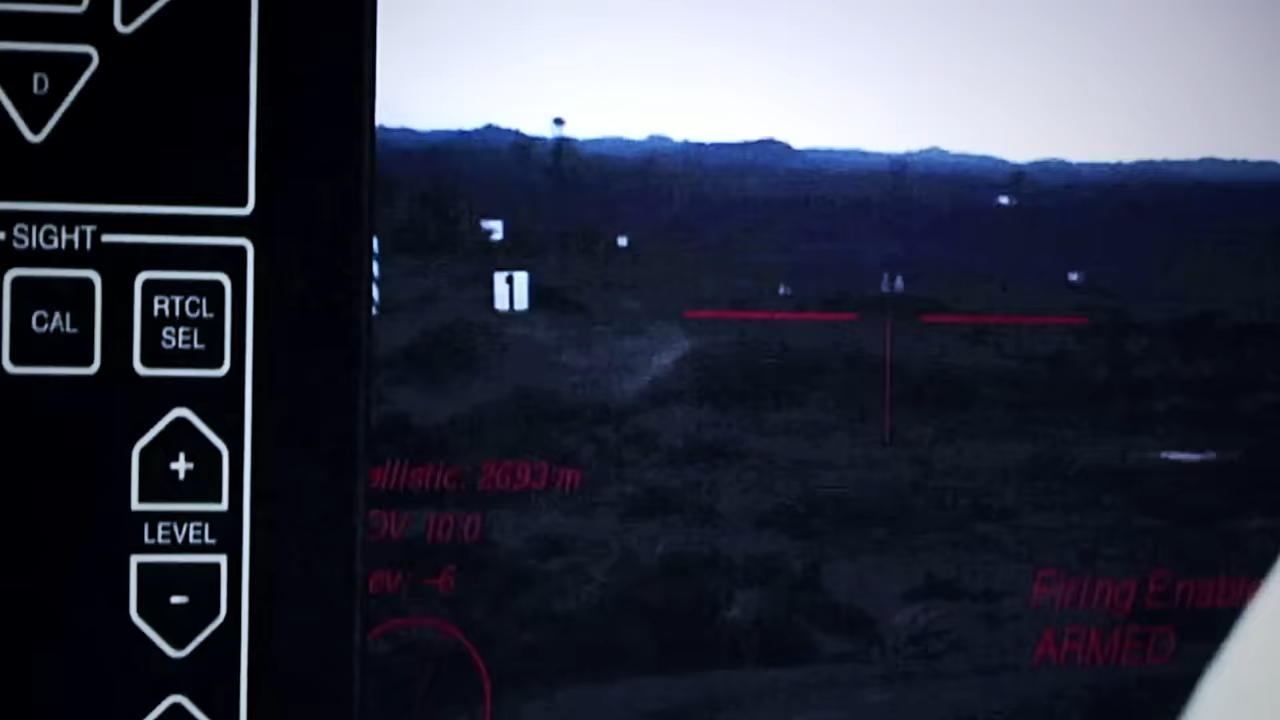 D
SIGHT
CAL
RTCL
SEL
+
LEVEL
-
1
allistic: 2693 m
OV 10.0
ev: -6
Firing Enable
ARMED